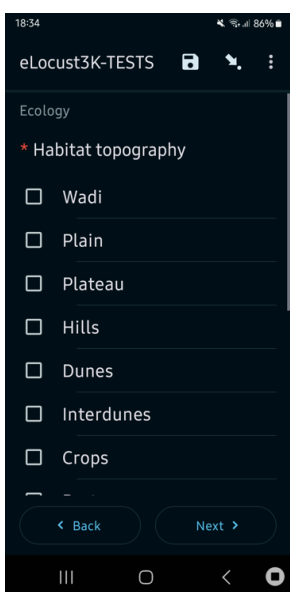 18:34
86%
eLocust3K-TESTS
Ecology
* Habitat topography
Wadi
Plain
Plateau
Hills
Dunes
Interdunes
Crops
Back
Next